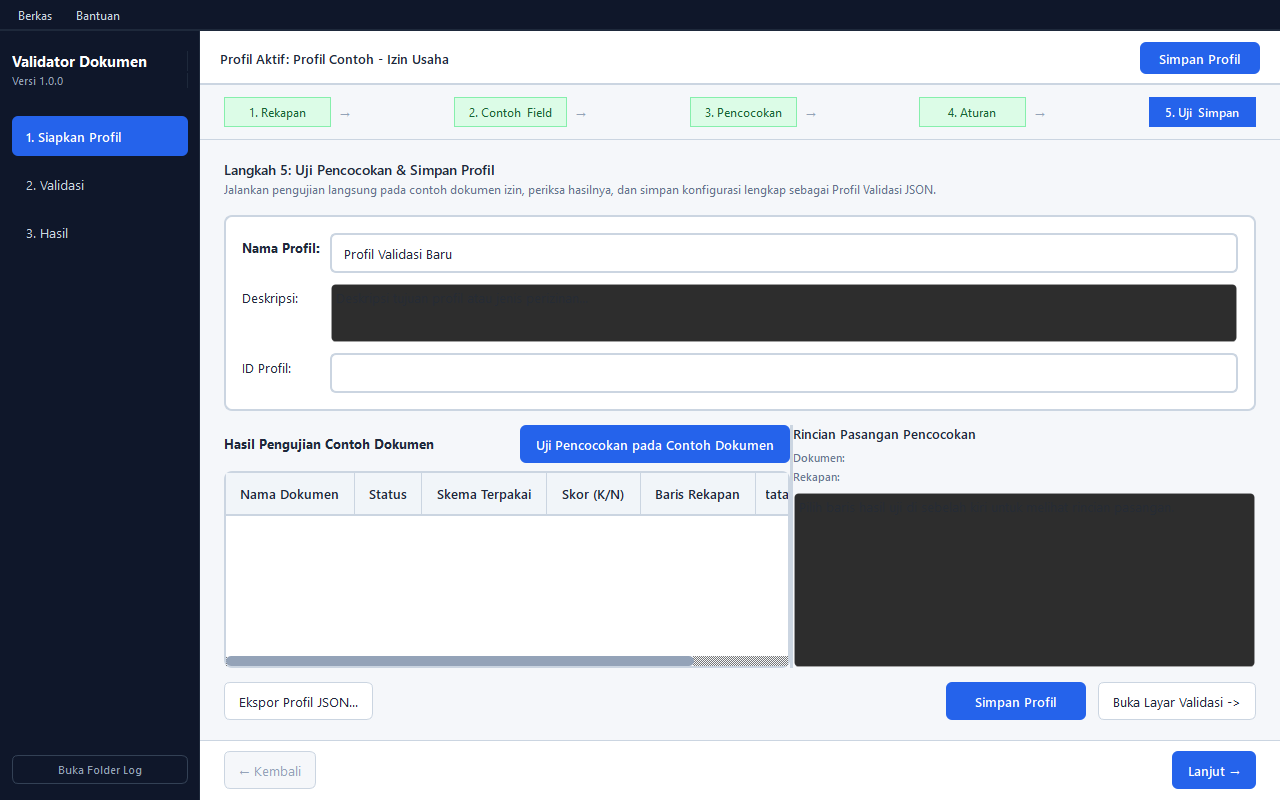 Berkas Bantuan
Validator Dokumen
Versi 1.0.0
1. Siapkan Profil
2. Validasi
3. Hasil
Buka Folder Log
Profil Aktif: Profil Contoh - Izin Usaha
Simpan Profil
1. Rekapan → 2. Contoh Field → 3. Pencocokan → 4. Aturan → 5. Uji Simpan
Langkah 5: Uji Pencocokan & Simpan Profil
Jalankan pengujian langsung pada contoh dokumen izin, periksa hasilnya, dan simpan konfigurasi lengkap sebagai Profil Validasi JSON.
Nama Profil: Profil Validasi Baru
Deskripsi:
ID Profil:
Hasil Pengujian Contoh Dokumen
Uji Pencocokan pada Contoh Dokumen
Nama Dokumen Status Skema Terpakai Skor (K/N) Baris Rekapan tata
Rincian Pasangan Pencocokan
Dokumen:
Rekapan:
Ekspor Profil JSON...
Simpan Profil
Buka Layar Validasi ->
← Kembali
Lanjut →